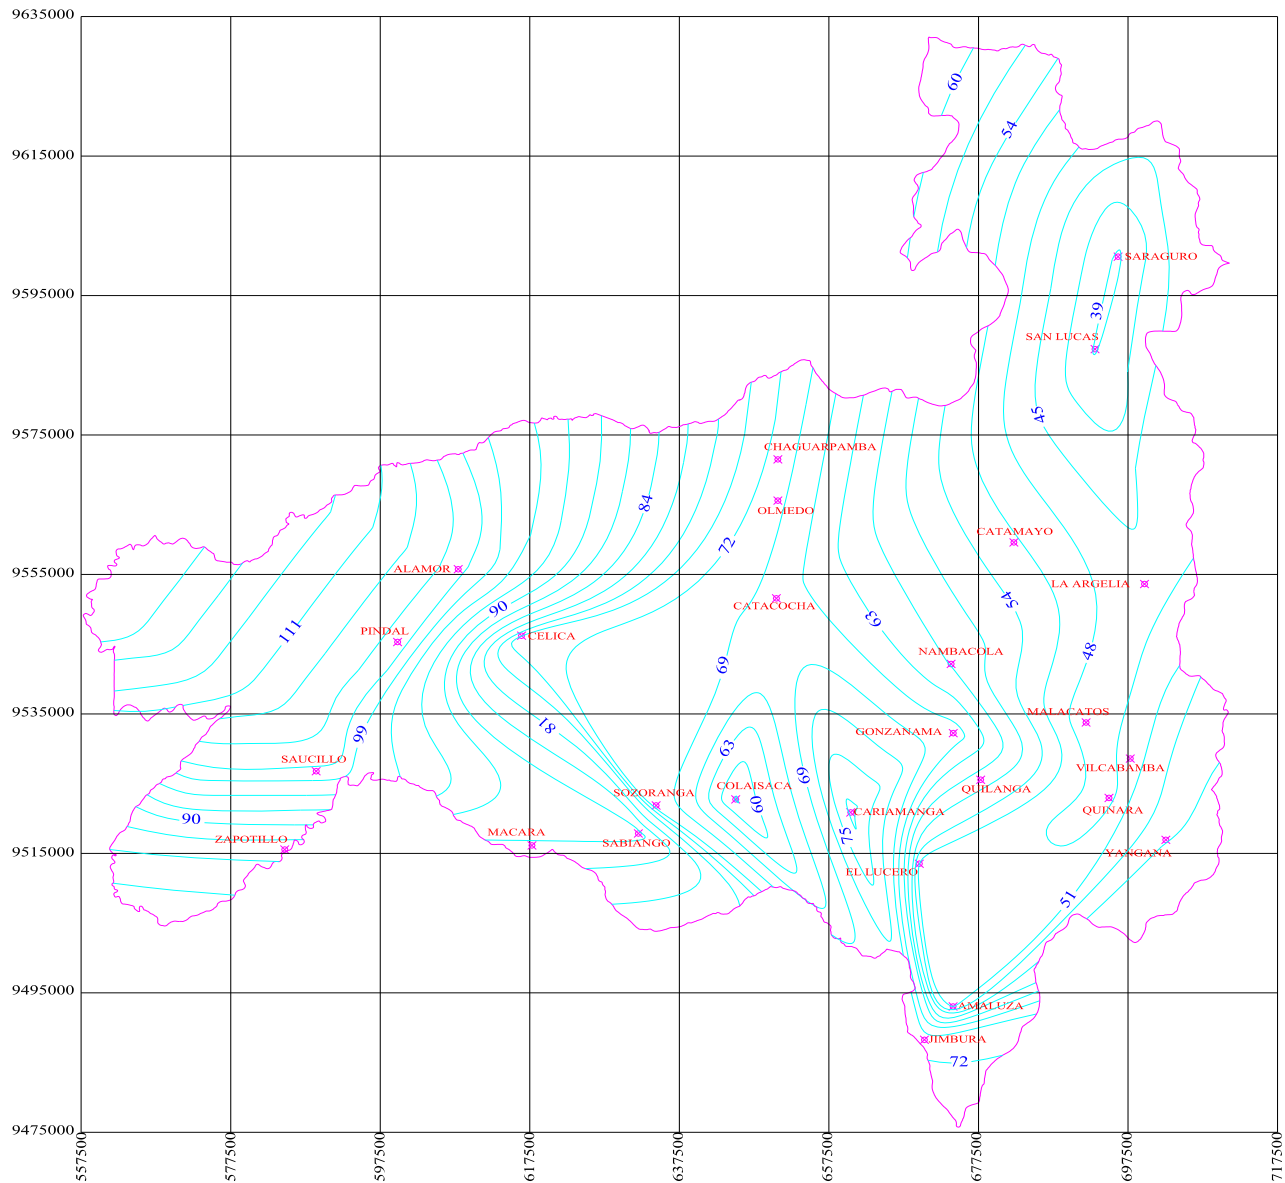 9635000
60
54
9615000
SARAGURO
9595000
39
SAN LUCAS
45
9575000
CHAGUARPAMBA
84
OLMEDO
CATAMAYO
72
9555000
ALAMOR
LA ARGELIA
90
CATACOCHA
54
63
111
PINDAL
CELICA
NAMBACOLA
48
69
9535000
MALACATOS
81
99
GONZANAMA
63
SAUCILLO
VILCABAMBA
69
SOZORANGA
COLAISACA
QUILANGA
60
CARIAMANGA
QUINARA
90
75
MACARA
ZAPOTILLO
SABIANGO
9515000
YANGANA
EL LUCERO
51
9495000
AMALUZA
JIMBURA
72
9475000
557500
577500
597500
617500
637500
657500
677500
697500
717500